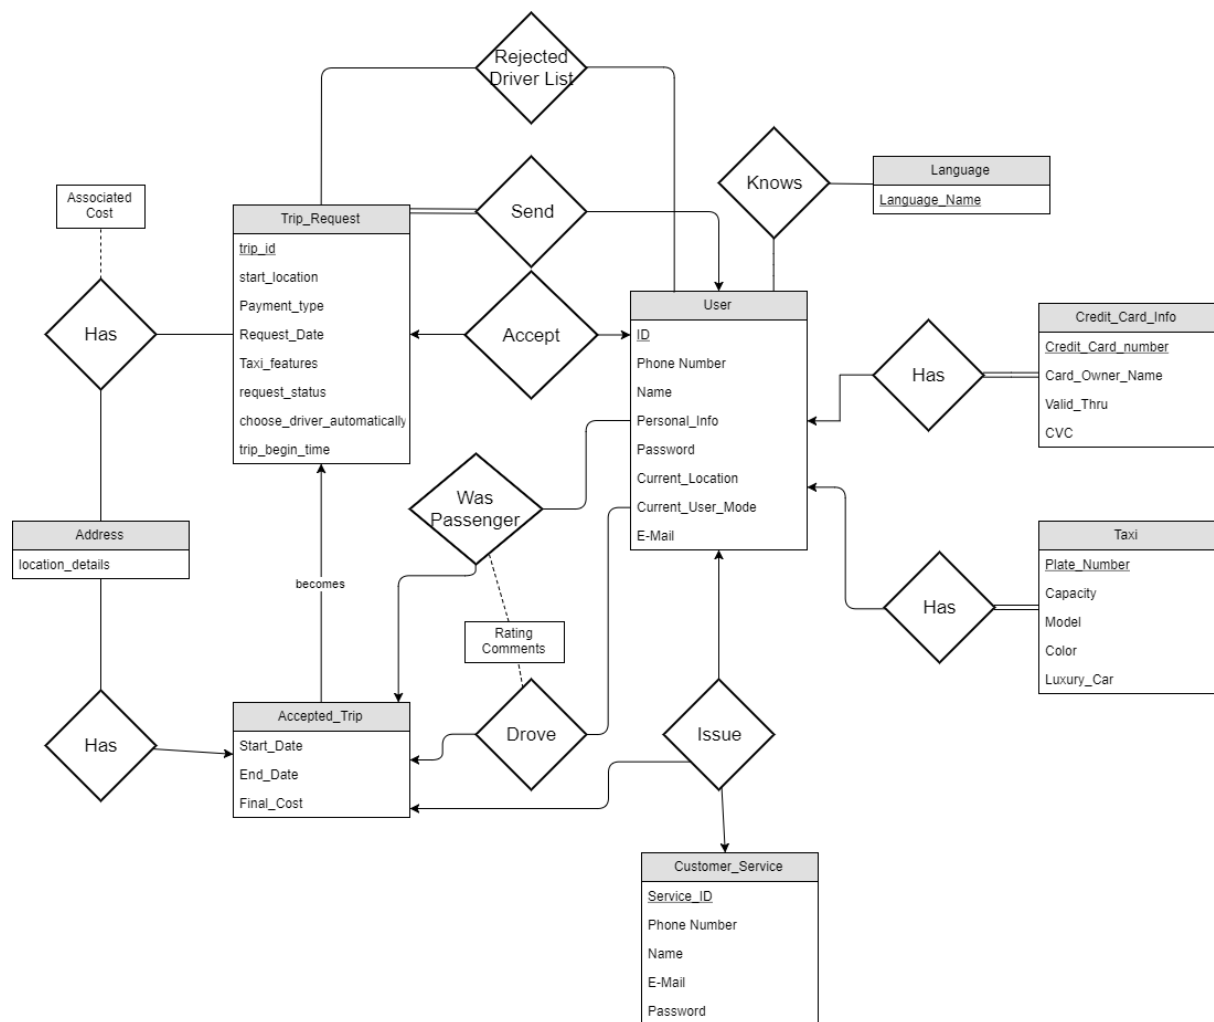 Rejected
Driver List
Knows
Language
Language_Name
Associated
Cost
Send
Trip_Request
trip_id
start_location
Payment_type
Request_Date
Taxi_features
request_status
choose_driver_automatically
trip_begin_time
Has
Accept
User
ID
Phone Number
Name
Personal_Info
Password
Current_Location
Current_User_Mode
E-Mail
Has
Credit_Card_Info
Credit_Card_number
Card_Owner_Name
Valid_Thru
CVC
Was
Passenger
Address
location_details
becomes
Has
Taxi
Plate_Number
Capacity
Model
Color
Luxury_Car
Rating
Comments
Has
Accepted_Trip
Start_Date
End_Date
Final_Cost
Drove
Issue
Customer_Service
Service_ID
Phone Number
Name
E-Mail
Password